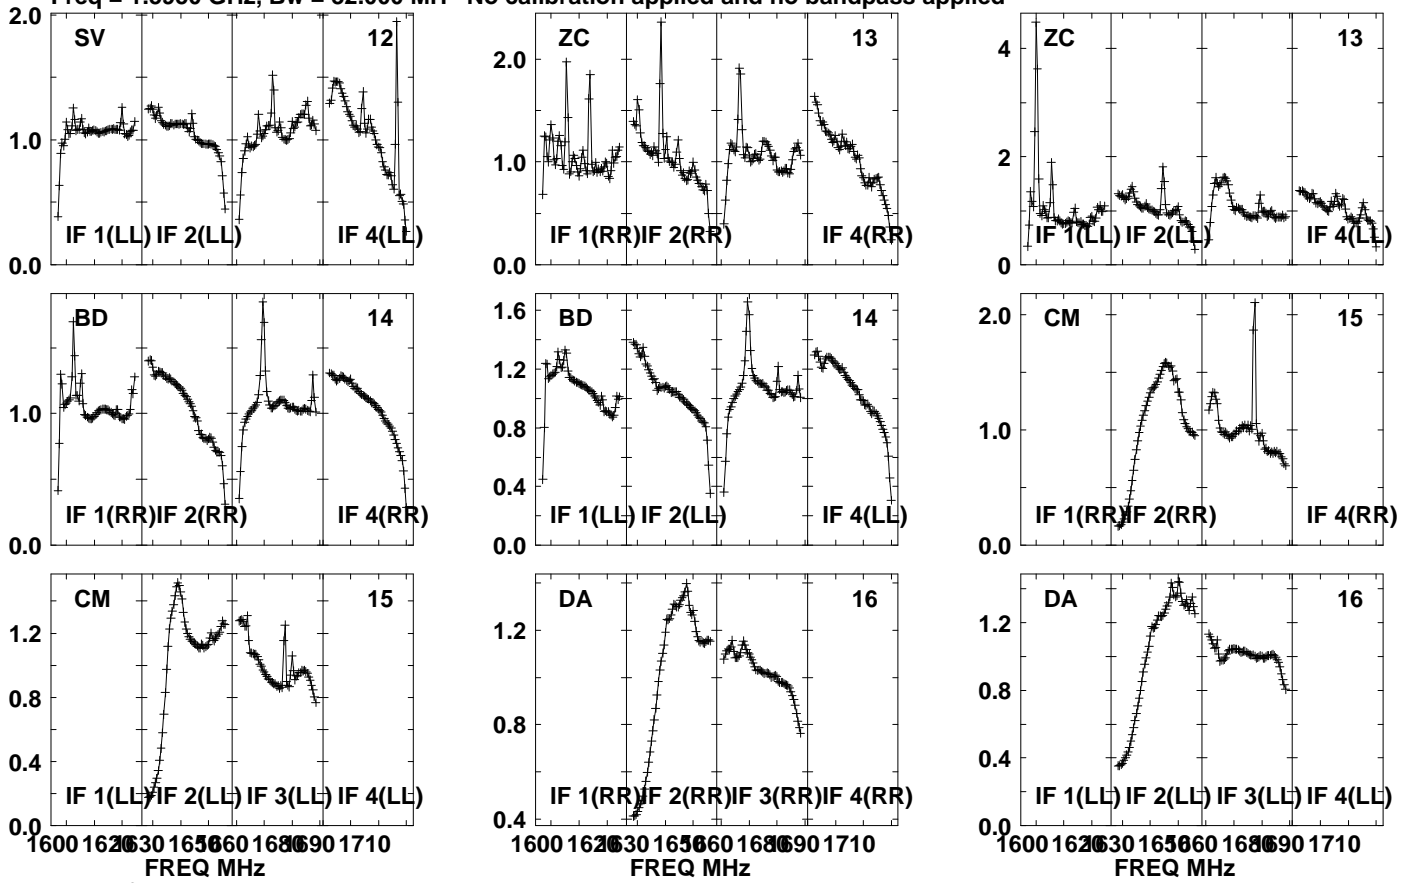 Freq = 1.5960 GHz, Bw = 32.000 MH No calibration applied and no bandpass applied
SV 12 ZC 13 ZC 13
2.0 2.0 4
1.0 1.0 2
0.0 0.0 0
IF 1(LL) IF 2(LL) IF 4(LL) IF 1(RR) IF 2(RR) IF 4(RR) IF 1(LL) IF 2(LL) IF 4(LL)
BD 14 BD 14 CM 15
1.0 1.6 2.0
0.0 1.2 1.0
0.8 0.0
0.4
0.0
IF 1(RR) IF 2(RR) IF 4(RR) IF 1(LL) IF 2(LL) IF 4(LL) IF 1(RR) IF 2(RR) IF 4(RR)
CM 15 DA 16 DA 16
1.2 1.2 1.2
0.8 0.8 0.8
0.4 0.4 0.4
0.0 0.0
IF 1(LL) IF 2(LL) IF 3(LL) IF 4(LL) IF 1(RR) IF 2(RR) IF 3(RR) IF 4(RR) IF 1(LL) IF 2(LL) IF 3(LL) IF 4(LL)
1600 1620 1630 1650 1660 1680 1690 1710 1600 1620 1630 1650 1660 1680 1690 1710 1600 1620 1630 1650 1660 1680 1690 1710
FREQ MHz FREQ MHz FREQ MHz